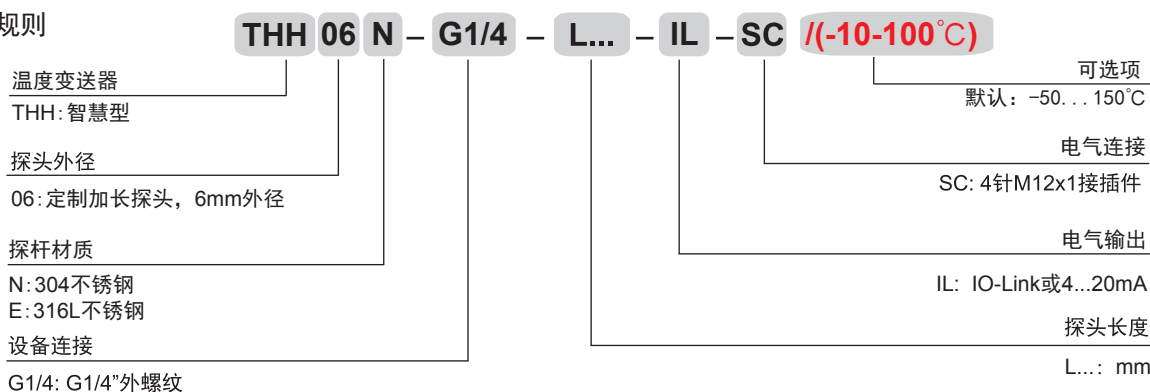 规则
THH 06 N – G1/4 – L... – IL – SC /(-10-100℃)
温度变送器
THH:智慧型
探头外径
06:定制加长探头，6mm外径
探杆材质
N:304不锈钢
E:316L不锈钢
设备连接
G1/4: G1/4”外螺纹
可选项
默认：-50...150℃
电气连接
SC: 4针M12x1接插件
电气输出
IL: IO-Link或4...20mA
探头长度
L...: mm